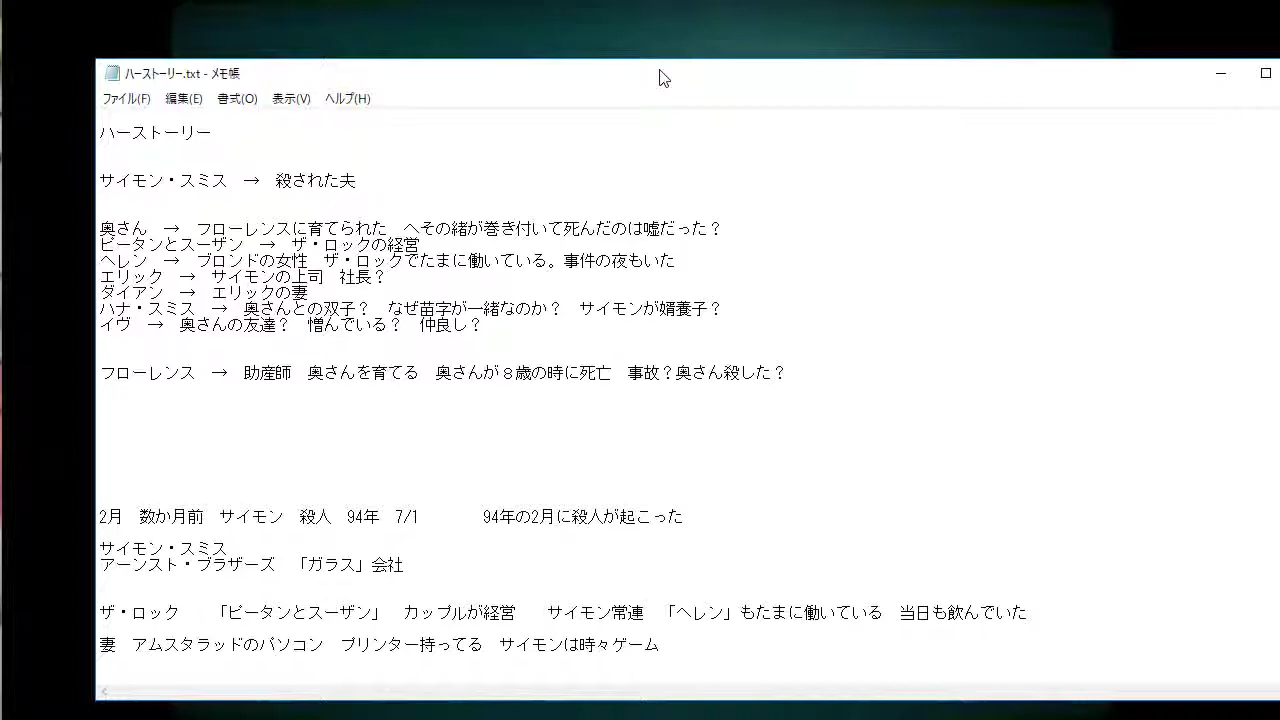 ハーストーリー.txt - メモ帳
ファイル(F) 編集(E) 書式(O) 表示(V) ヘルプ(H)
ハーストーリー
サイモン・スミス　→　殺された夫
奥さん　→　フローレンスに育てられた　へその緒が巻き付いて死んだのは嘘だった？
ピータンとスーザン　→　ザ・ロックの経営
ヘレン　→　ブロンドの女性　ザ・ロックでたまに働いている。事件の夜もいた
エリック　→　サイモンの上司　社長？
ダイアン　→　エリックの妻
ハナ・スミス　→　奥さんとの双子？　なぜ苗字が一緒なのか？　サイモンが婿養子？
イヴ　→　奥さんの友達？　憎んでいる？　仲良し？
フローレンス　→　助産師　奥さんを育てる　奥さんが８歳の時に死亡　事故？奥さん殺した？
2月　数か月前　サイモン　殺人　94年　7/1　　　　94年の2月に殺人が起こった
サイモン・スミス
アーンスト・ブラザーズ　「ガラス」会社
ザ・ロック　　「ピータンとスーザン」　カップルが経営　　サイモン常連　「ヘレン」もたまに働いている　当日も飲んでいた
妻　アムスタラッドのパソコン　プリンター持ってる　サイモンは時々ゲーム